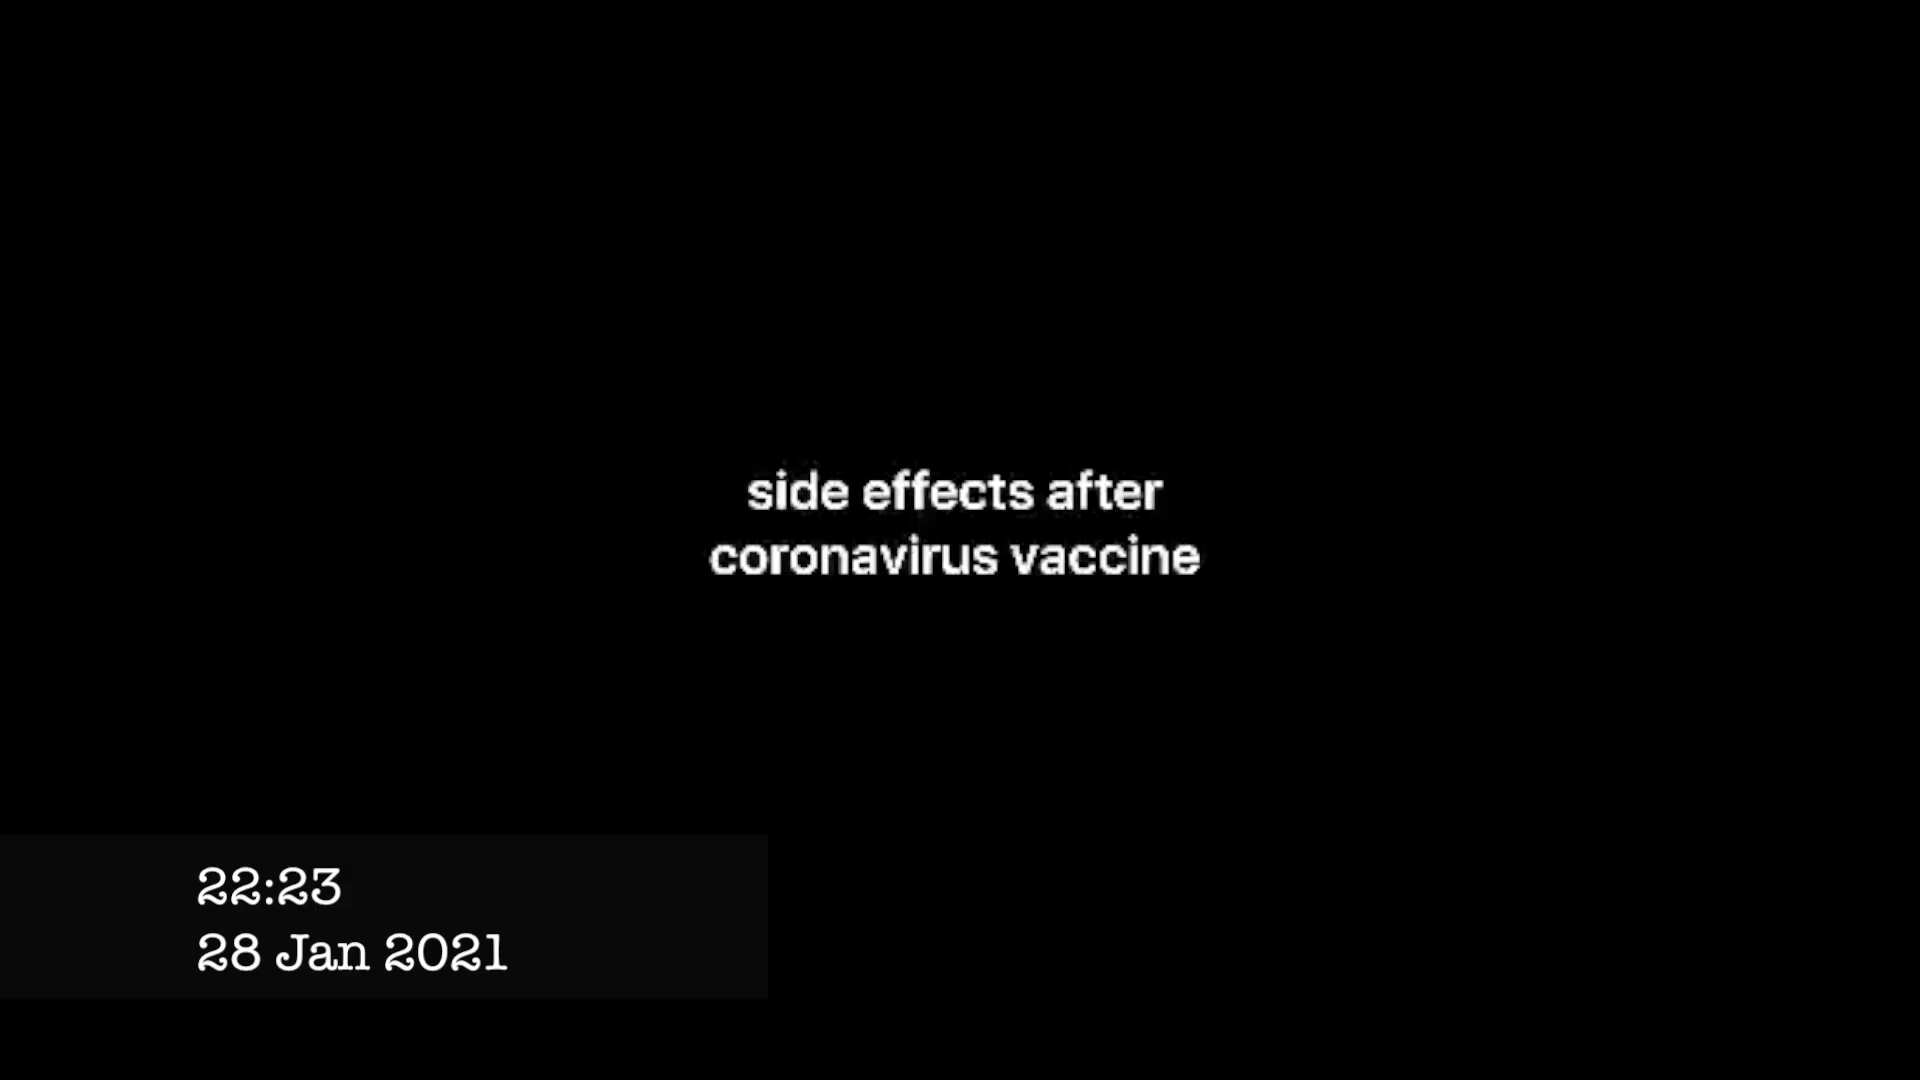 side effects after
coronavirus vaccine
22:23
28 Jan 2021